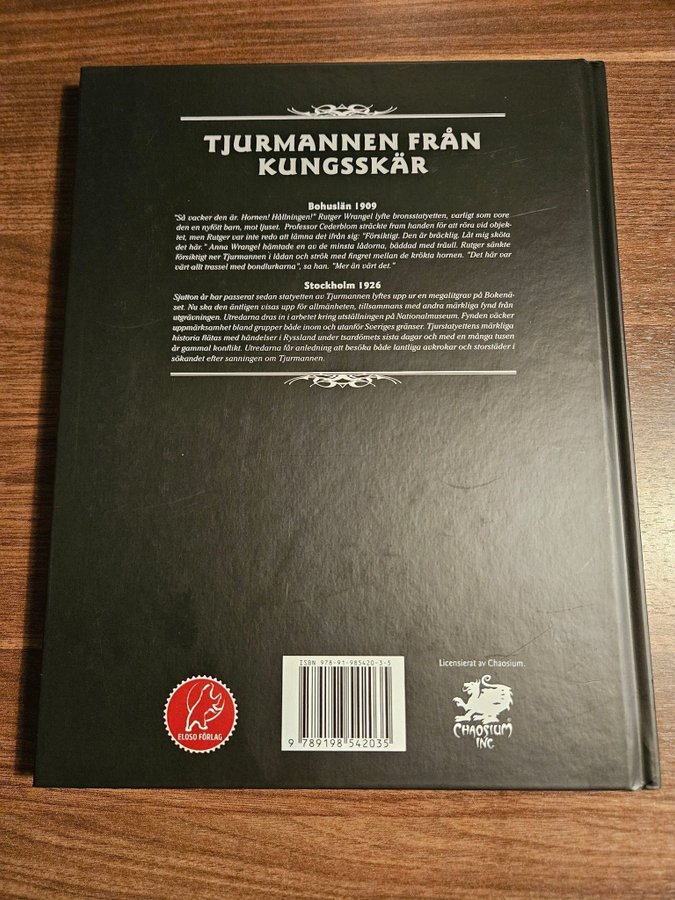 TJURMANNEN FRÅN
KUNGSSKÄR
Bohuslän 1909
"Så vacker den är. Hornen! Hållningen!" Rutger Wrangel lyfte bronsstatyetten, varligt som vore
den en nyfött barn, mot ljuset. Professor Cederblom sträckte fram handen för att röra vid objek-
tet, men Rutger var inte redo att lämna det ifrån sig: "Försiktigt. Den är bräcklig. Låt mig sköta
det här." Anna Wrangel hämtade en av de minsta lådorna, bäddad med träull. Rutger sänkte
försiktigt ner Tjurmannen i lådan och strök med fingret mellan de krökta hornen. "Det här var
värt allt trassel med bondlurkarna", sa han. "Mer än värt det."
Stockholm 1926
Sjutton år har passerat sedan statyetten av Tjurmannen lyftes upp ur en megalitgrav på Bokenä-
set. Nu ska den äntligen visas upp för allmänheten, tillsammans med andra märkliga fynd från
utgrävningen. Utredarna dras in i arbetet kring utställningen på Nationalmuseum. Fynden väcker
uppmärksamhet bland grupper både inom och utanför Sveriges gränser. Tjurstatyettens märkliga
historia flätas med händelser i Ryssland under tsardömets sista dagar och med en många tusen
år gammal konflikt. Utredarna får anledning att besöka både lantliga avkrokar och storstäder i
sökandet efter sanningen om Tjurmannen.
ISBN 978-91-985420-3-5
9 789198 542035
ELOSO FÖRLAG
Licensierat av Chaosium.
CHAOSIUM
INC